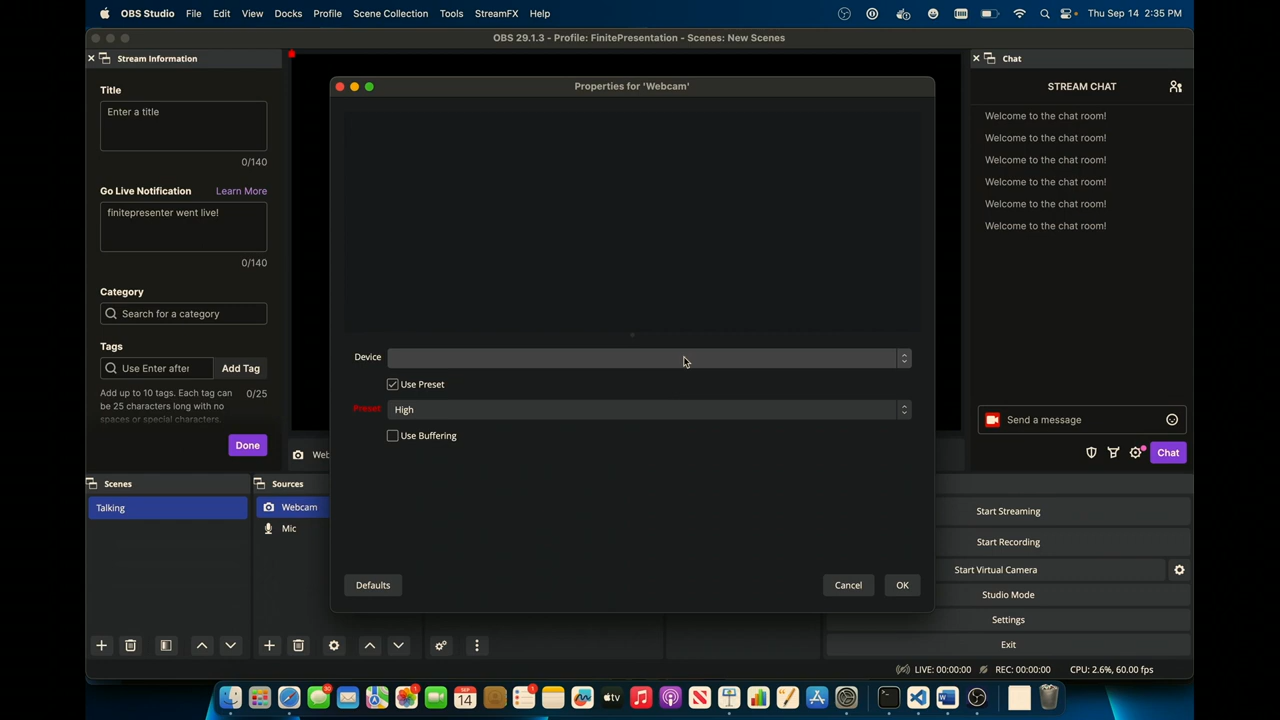 OBS Studio File Edit View Docks Profile Scene Collection Tools StreamFX Help Thu Sep 14 2:35 PM
OBS 29.1.3 - Profile: FinitePresentation - Scenes: New Scenes
Stream Information
Chat
Properties for 'Webcam'
Title
Enter a title
0/140
Go Live Notification Learn More
finitepresenter went live!
0/140
Category
Search for a category
Tags
Use Enter after Add Tag
Add up to 10 tags. Each tag can
be 25 characters long with no
spaces or special characters.
0/25
Done
Device
Use Preset
Preset High
Use Buffering
Defaults Cancel OK
STREAM CHAT
Welcome to the chat room!
Welcome to the chat room!
Welcome to the chat room!
Welcome to the chat room!
Welcome to the chat room!
Welcome to the chat room!
Send a message
Chat
Web
Scenes
Talking
Sources
Webcam
Mic
Start Streaming
Start Recording
Start Virtual Camera
Studio Mode
Settings
Exit
LIVE: 00:00:00 REC: 00:00:00 CPU: 2.6%, 60.00 fps
30
1
SEP
14
1
tv